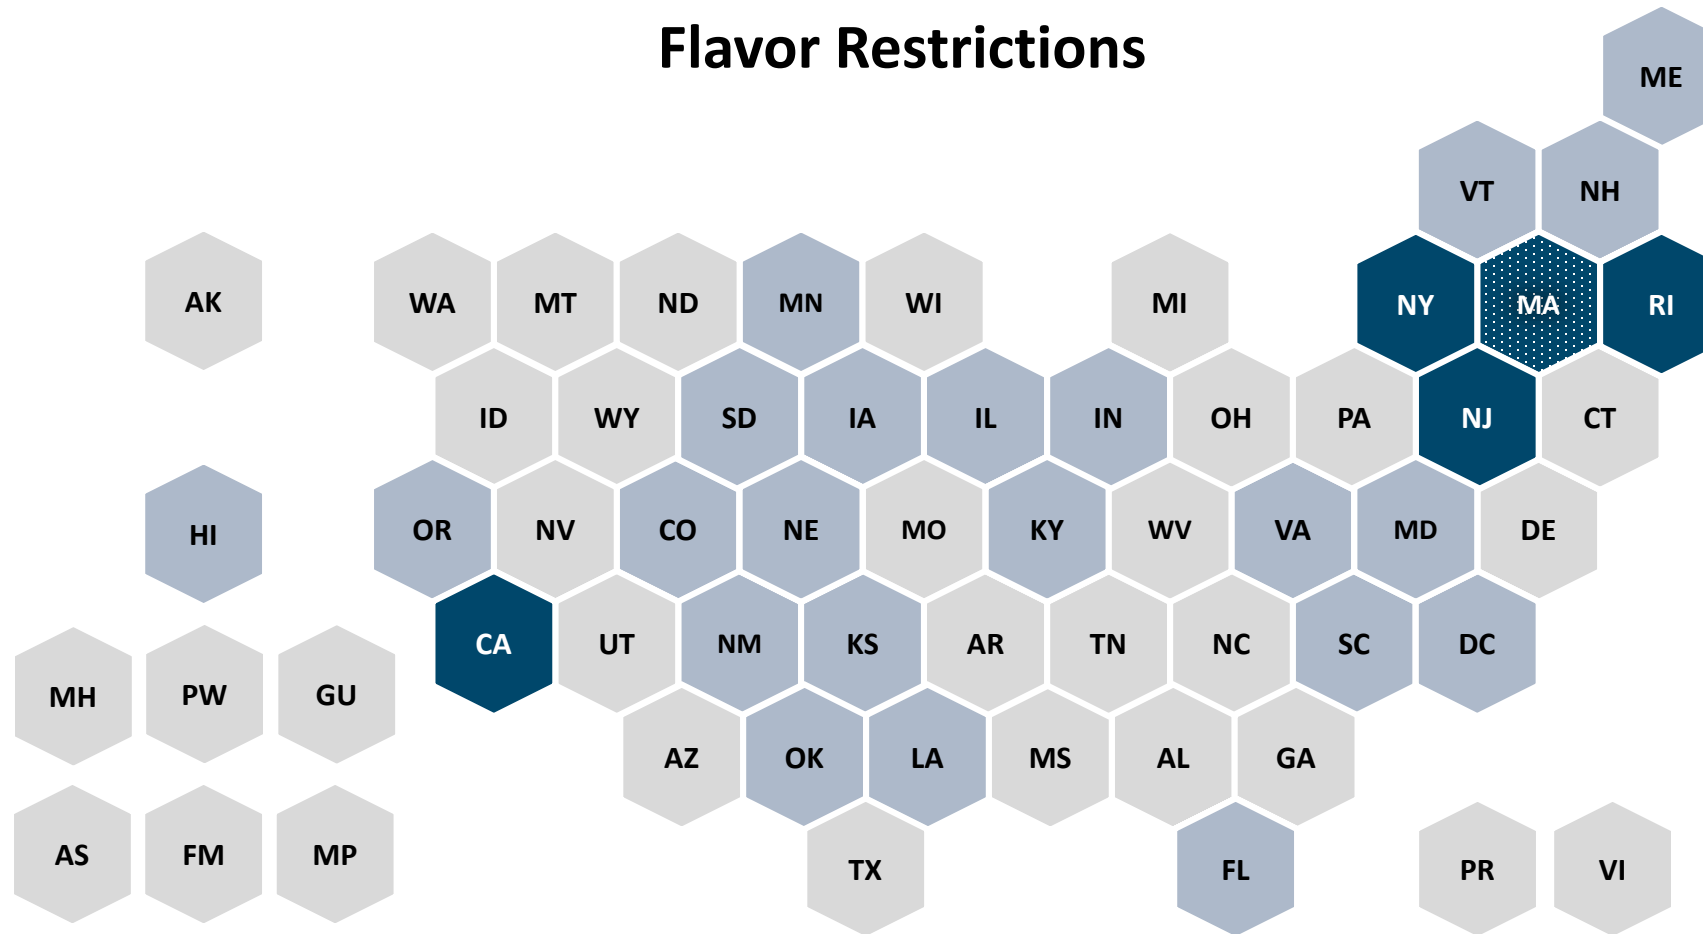 Flavor Restrictions
ME
VT NH
AK WA MT ND MN WI MI NY MA RI
ID WY SD IA IL IN OH PA NJ CT
HI OR NV CO NE MO KY WV VA MD DE
CA UT NM KS AR TN NC SC DC
MH PW GU
AZ OK LA MS AL GA
AS FM MP TX FL PR VI